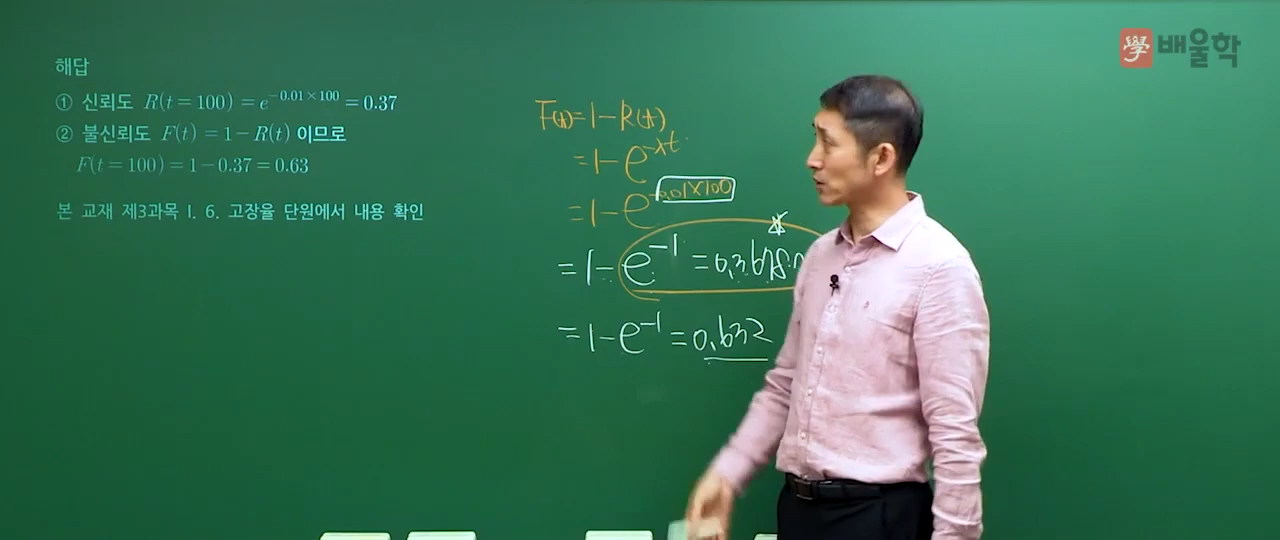 學 배울학
해답
① 신뢰도 R(t=100)=e^{-0.01×100}=0.37
② 불신뢰도 F(t)=1-R(t) 이므로
F(t=100)=1-0.37=0.63
본 교재 제3과목 I. 6. 고장율 단원에서 내용 확인
F(t)=1-R(t)
=1-e^{-λt}
=1-e^{-0.01×100}
=1-e^{-1}=0.3678
=1-e^{-1}=0.632